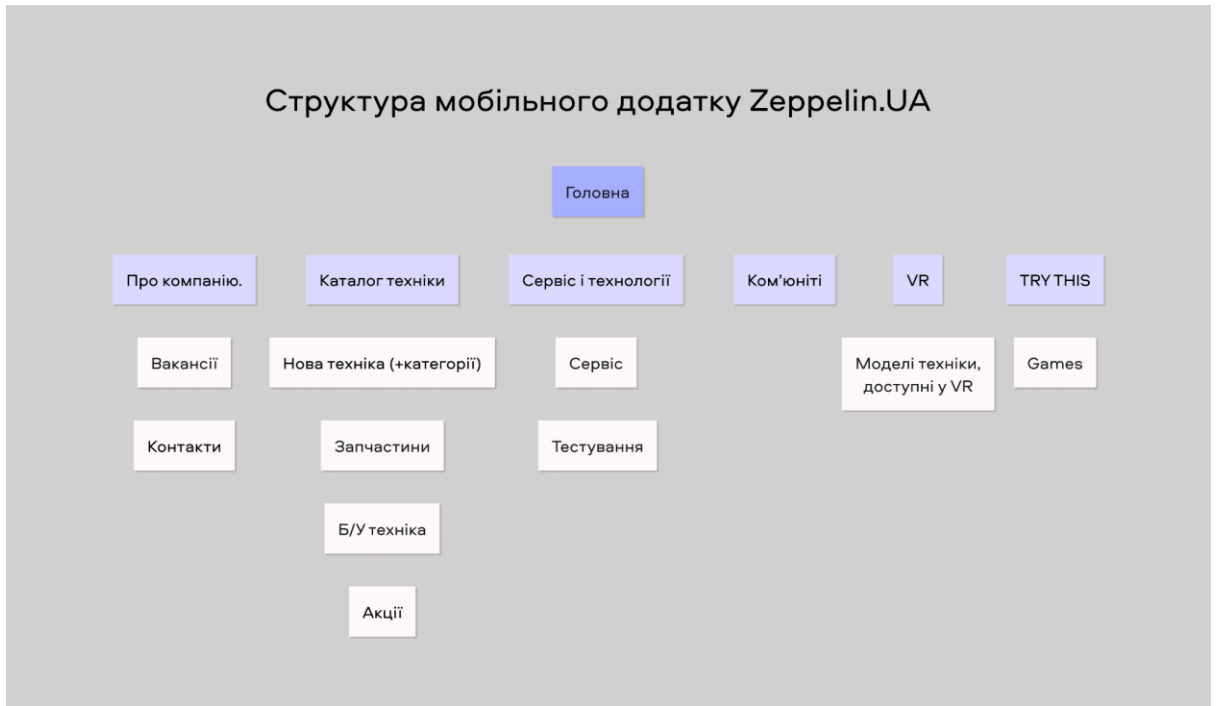 Структура мобільного додатку Zeppelin.UA
Головна
Про компанію.
Каталог техніки
Сервіс і технології
Ком’юніті
VR
TRY THIS
Вакансії
Нова техніка (+категорії)
Сервіс
Моделі техніки,
доступні у VR
Games
Контакти
Запчастини
Тестування
Б/У техніка
Акції